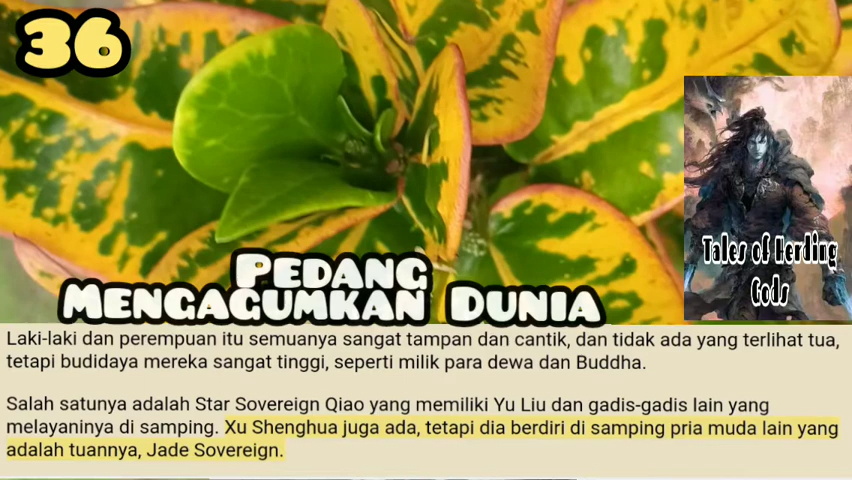 36
Tales of Herding
Gods
PEDANG
MENGAGUMKAN DUNIA
Laki-laki dan perempuan itu semuanya sangat tampan dan cantik, dan tidak ada yang terlihat tua,
tetapi budidaya mereka sangat tinggi, seperti milik para dewa dan Buddha.
Salah satunya adalah Star Sovereign Qiao yang memiliki Yu Liu dan gadis-gadis lain yang
melayaninya di samping. Xu Shenghua juga ada, tetapi dia berdiri di samping pria muda lain yang
adalah tuannya, Jade Sovereign.